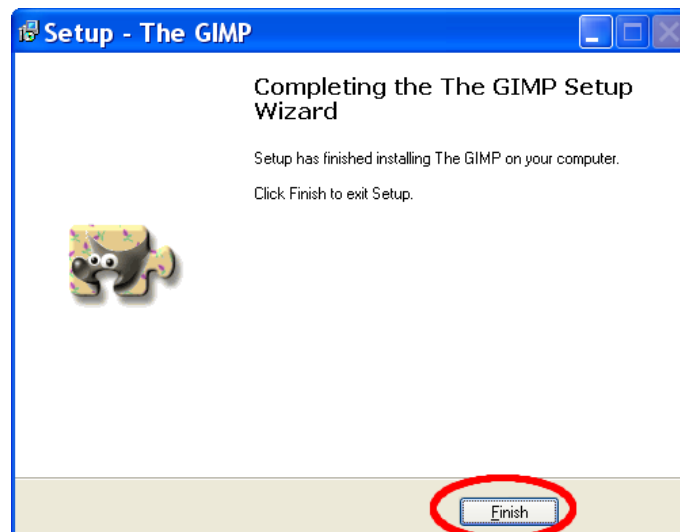 Setup - The GIMP
Completing the The GIMP Setup
Wizard
Setup has finished installing The GIMP on your computer.
Click Finish to exit Setup.
Finish